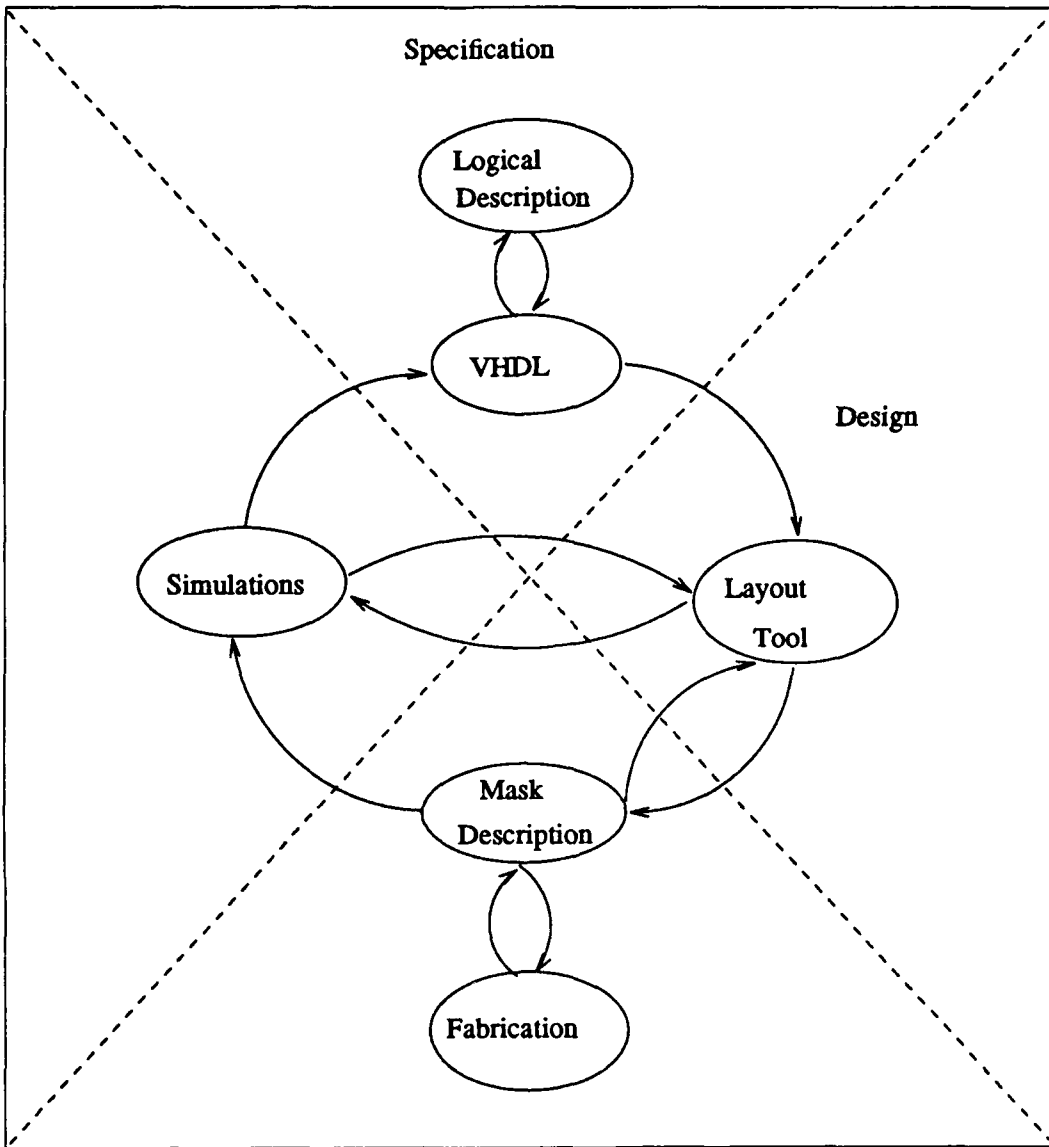 Specification
Logical
Description
VHDL
Design
Simulations
Layout
Tool
Mask
Description
Fabrication